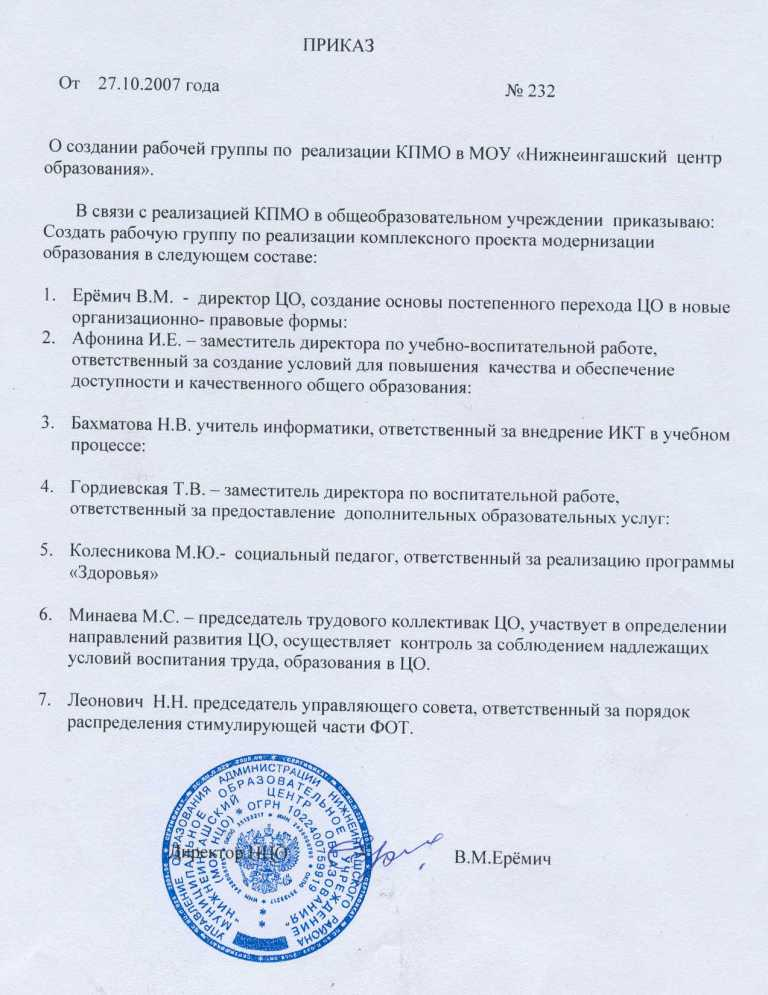 ПРИКАЗ
От 27.10.2007 года
№ 232
О создании рабочей группы по реализации КПМО в МОУ «Нижнеингашский центр
образования».
В связи с реализацией КПМО в общеобразовательном учреждении приказываю:
Создать рабочую группу по реализации комплексного проекта модернизации
образования в следующем составе:
1. Ерёмич В.М. - директор ЦО, создание основы постепенного перехода ЦО в новые
организационно- правовые формы:
2. Афонина И.Е. – заместитель директора по учебно-воспитательной работе,
ответственный за создание условий для повышения качества и обеспечение
доступности и качественного общего образования:
3. Бахматова Н.В. учитель информатики, ответственный за внедрение ИКТ в учебном
процессе:
4. Гордиевская Т.В. – заместитель директора по воспитательной работе,
ответственный за предоставление дополнительных образовательных услуг:
5. Колесникова М.Ю.- социальный педагог, ответственный за реализацию программы
«Здоровья»
6. Минаева М.С. – председатель трудового коллективак ЦО, участвует в определении
направлений развития ЦО, осуществляет контроль за соблюдением надлежащих
условий воспитания труда, образования в ЦО.
7. Леонович Н.Н. председатель управляющего совета, ответственный за порядок
распределения стимулирующей части ФОТ.
УПРАВЛЕНИЕ ОБРАЗОВАНИЯ АДМИНИСТРАЦИИ НИЖНЕИНГАШСКОГО РАЙОНА
МУНИЦИПАЛЬНОЕ ОБРАЗОВАТЕЛЬНОЕ УЧРЕЖДЕНИЕ
"НИЖНЕИНГАШСКИЙ ЦЕНТР ОБРАЗОВАНИЯ"
(МОУ НЦО) * ОГРН 1022400759919
Директор НЦО
В.М.Ерёмич